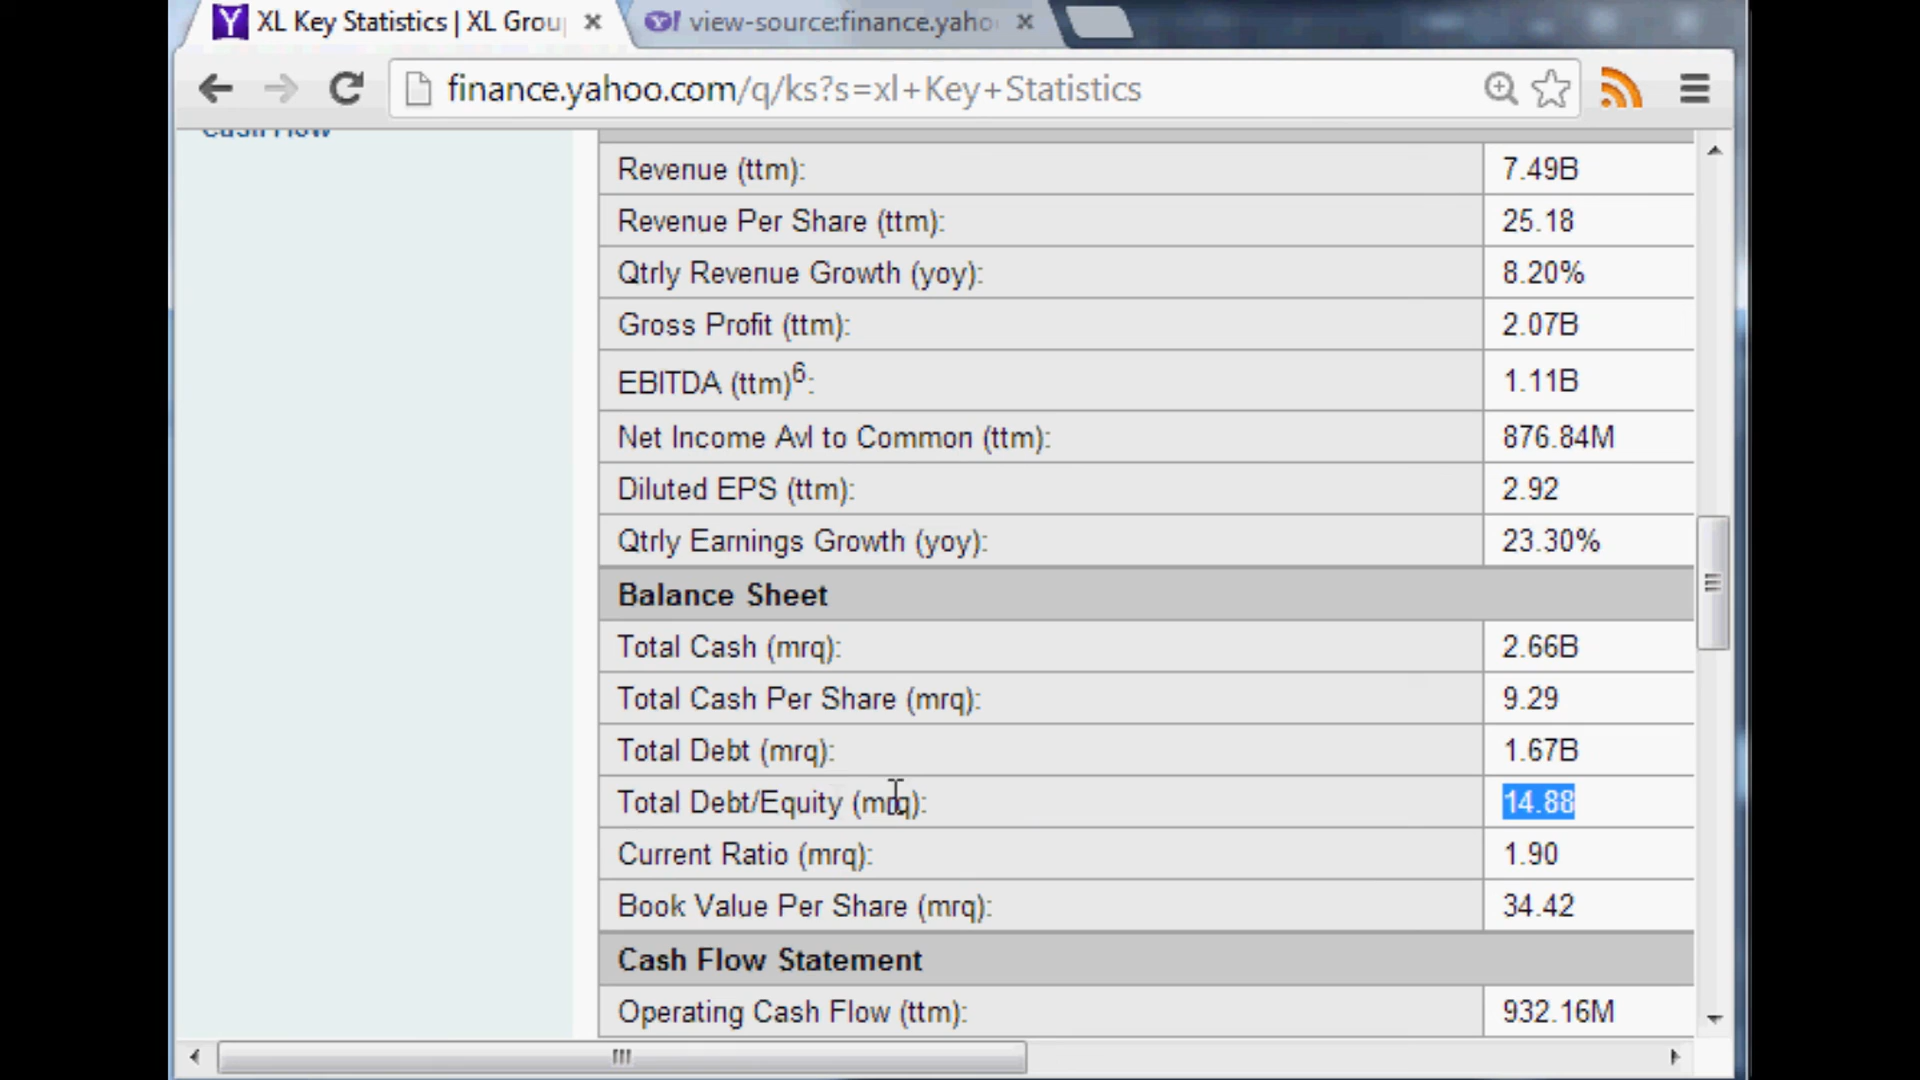 XL Key Statistics | XL Grou
view-source:finance.yaho
finance.yahoo.com/q/ks?s=xl+Key+Statistics
Cash Flow
Revenue (ttm): 7.49B
Revenue Per Share (ttm): 25.18
Qtrly Revenue Growth (yoy): 8.20%
Gross Profit (ttm): 2.07B
EBITDA (ttm)6: 1.11B
Net Income Avl to Common (ttm): 876.84M
Diluted EPS (ttm): 2.92
Qtrly Earnings Growth (yoy): 23.30%
Balance Sheet
Total Cash (mrq): 2.66B
Total Cash Per Share (mrq): 9.29
Total Debt (mrq): 1.67B
Total Debt/Equity (mrq): 14.88
Current Ratio (mrq): 1.90
Book Value Per Share (mrq): 34.42
Cash Flow Statement
Operating Cash Flow (ttm): 932.16M